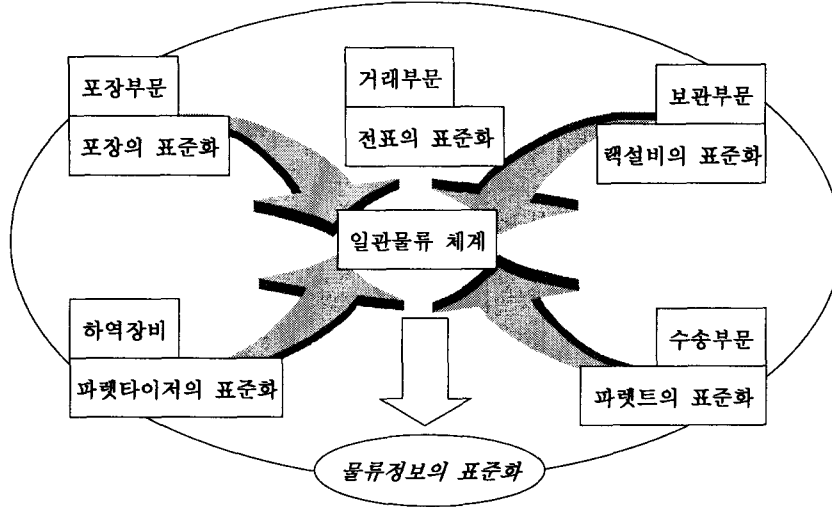 포장부문
포장의 표준화
거래부문
전표의 표준화
보관부문
랙설비의 표준화
일관물류 체계
하역장비
파렛타이저의 표준화
수송부문
파렛트의 표준화
물류정보의 표준화